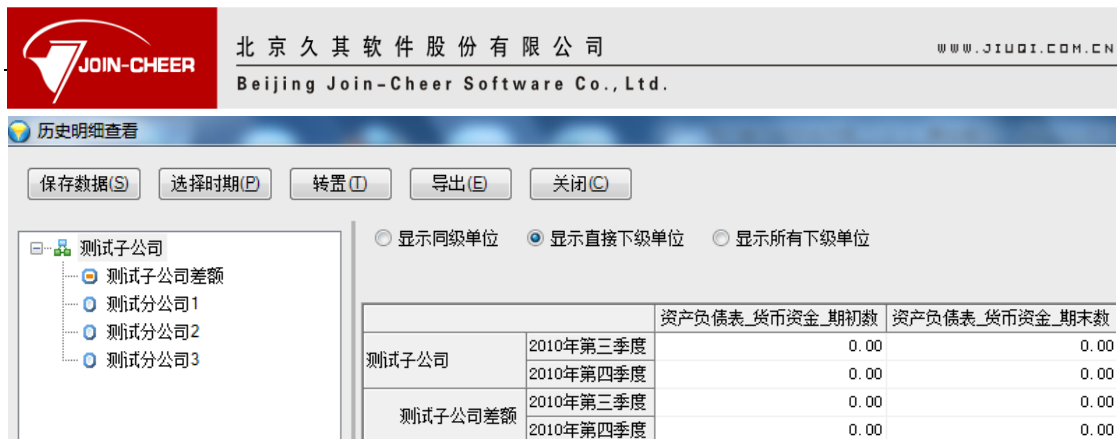 JOIN-CHEER
北京久其软件股份有限公司
WWW.JIUQI.COM.CN
Beijing Join-Cheer Software Co.,Ltd.
历史明细查看
保存数据(S) 选择时期(P) 转置(T) 导出(E) 关闭(C)
测试子公司
测试子公司差额
测试分公司1
测试分公司2
测试分公司3
显示同级单位 显示直接下级单位 显示所有下级单位
资产负债表_货币资金_期初数 资产负债表_货币资金_期末数
测试子公司 2010年第三季度 0.00 0.00
2010年第四季度 0.00 0.00
测试子公司差额 2010年第三季度 0.00 0.00
2010年第四季度 0.00 0.00